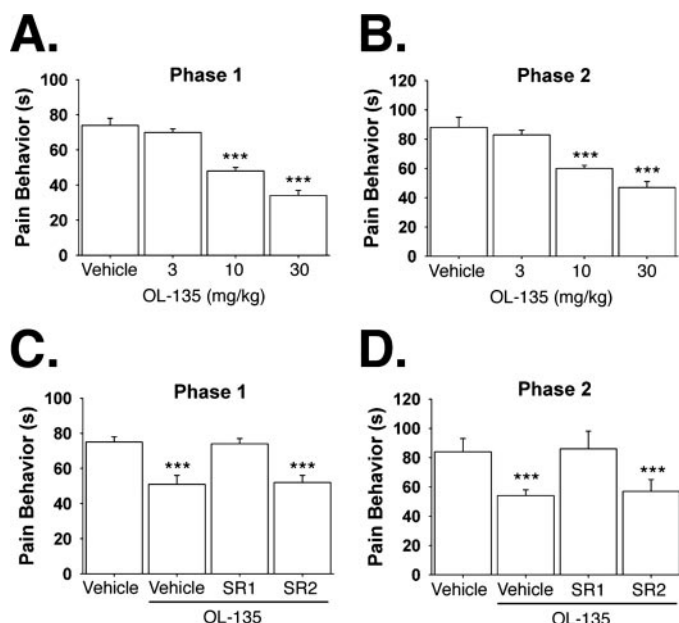 A.
Phase 1
Pain Behavior (s)
100
80
60
40
20
0
***
***
Vehicle 3 10 30
OL-135 (mg/kg)
B.
Phase 2
Pain Behavior (s)
120
100
80
60
40
20
0
***
***
Vehicle 3 10 30
OL-135 (mg/kg)
C.
Phase 1
Pain Behavior (s)
100
80
60
40
20
0
***
***
Vehicle Vehicle SR1 SR2
OL-135
D.
Phase 2
Pain Behavior (s)
120
100
80
60
40
20
0
***
***
Vehicle Vehicle SR1 SR2
OL-135